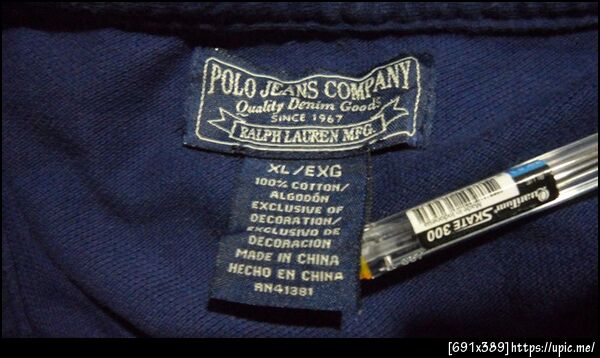 POLO JEANS COMPANY
Quality Denim Goods
SINCE 1967
RALPH LAUREN MFG.
XL/EXG
100% COTTON/
ALGODÓN
EXCLUSIVE OF
DECORATION/
EXCLUSIVO DE
DECORACION
MADE IN CHINA
HECHO EN CHINA
RN41381
Quantum SKATE 300
[691x389]https://upic.me/